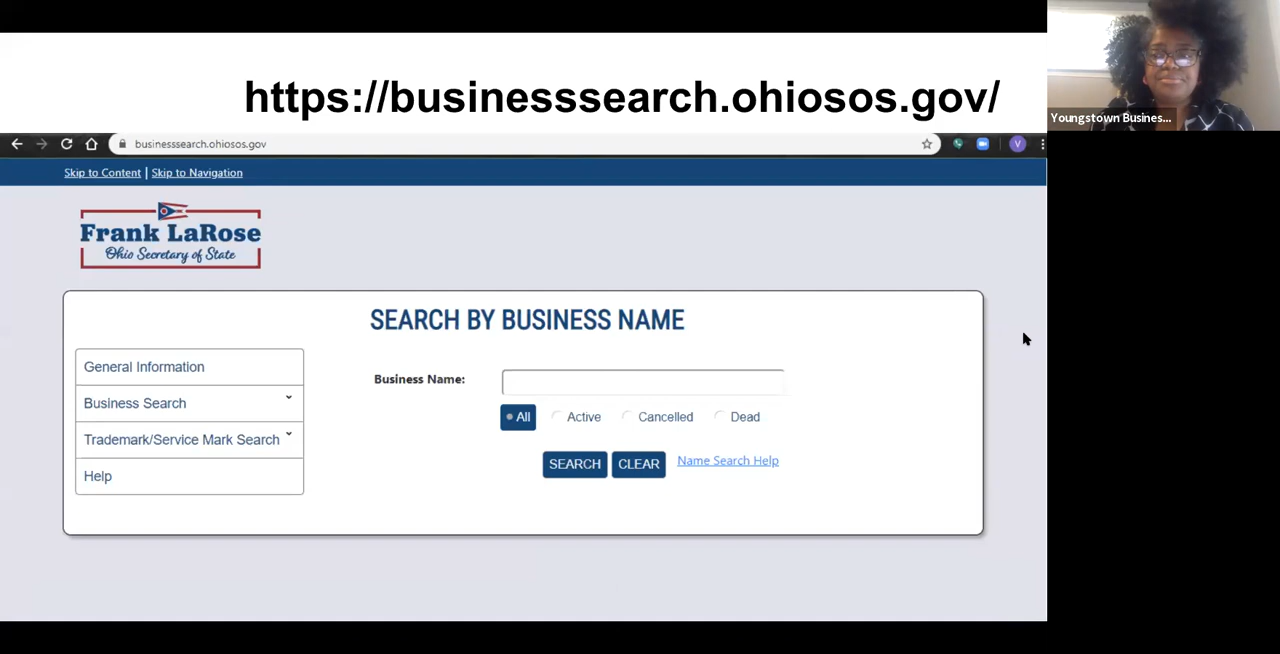 https://businesssearch.ohiosos.gov/
Youngstown Busines...
businesssearch.ohiosos.gov
V
Skip to Content | Skip to Navigation
Frank LaRose
Ohio Secretary of State
SEARCH BY BUSINESS NAME
General Information
Business Name:
Business Search
All Active Cancelled Dead
Trademark/Service Mark Search
SEARCH CLEAR Name Search Help
Help